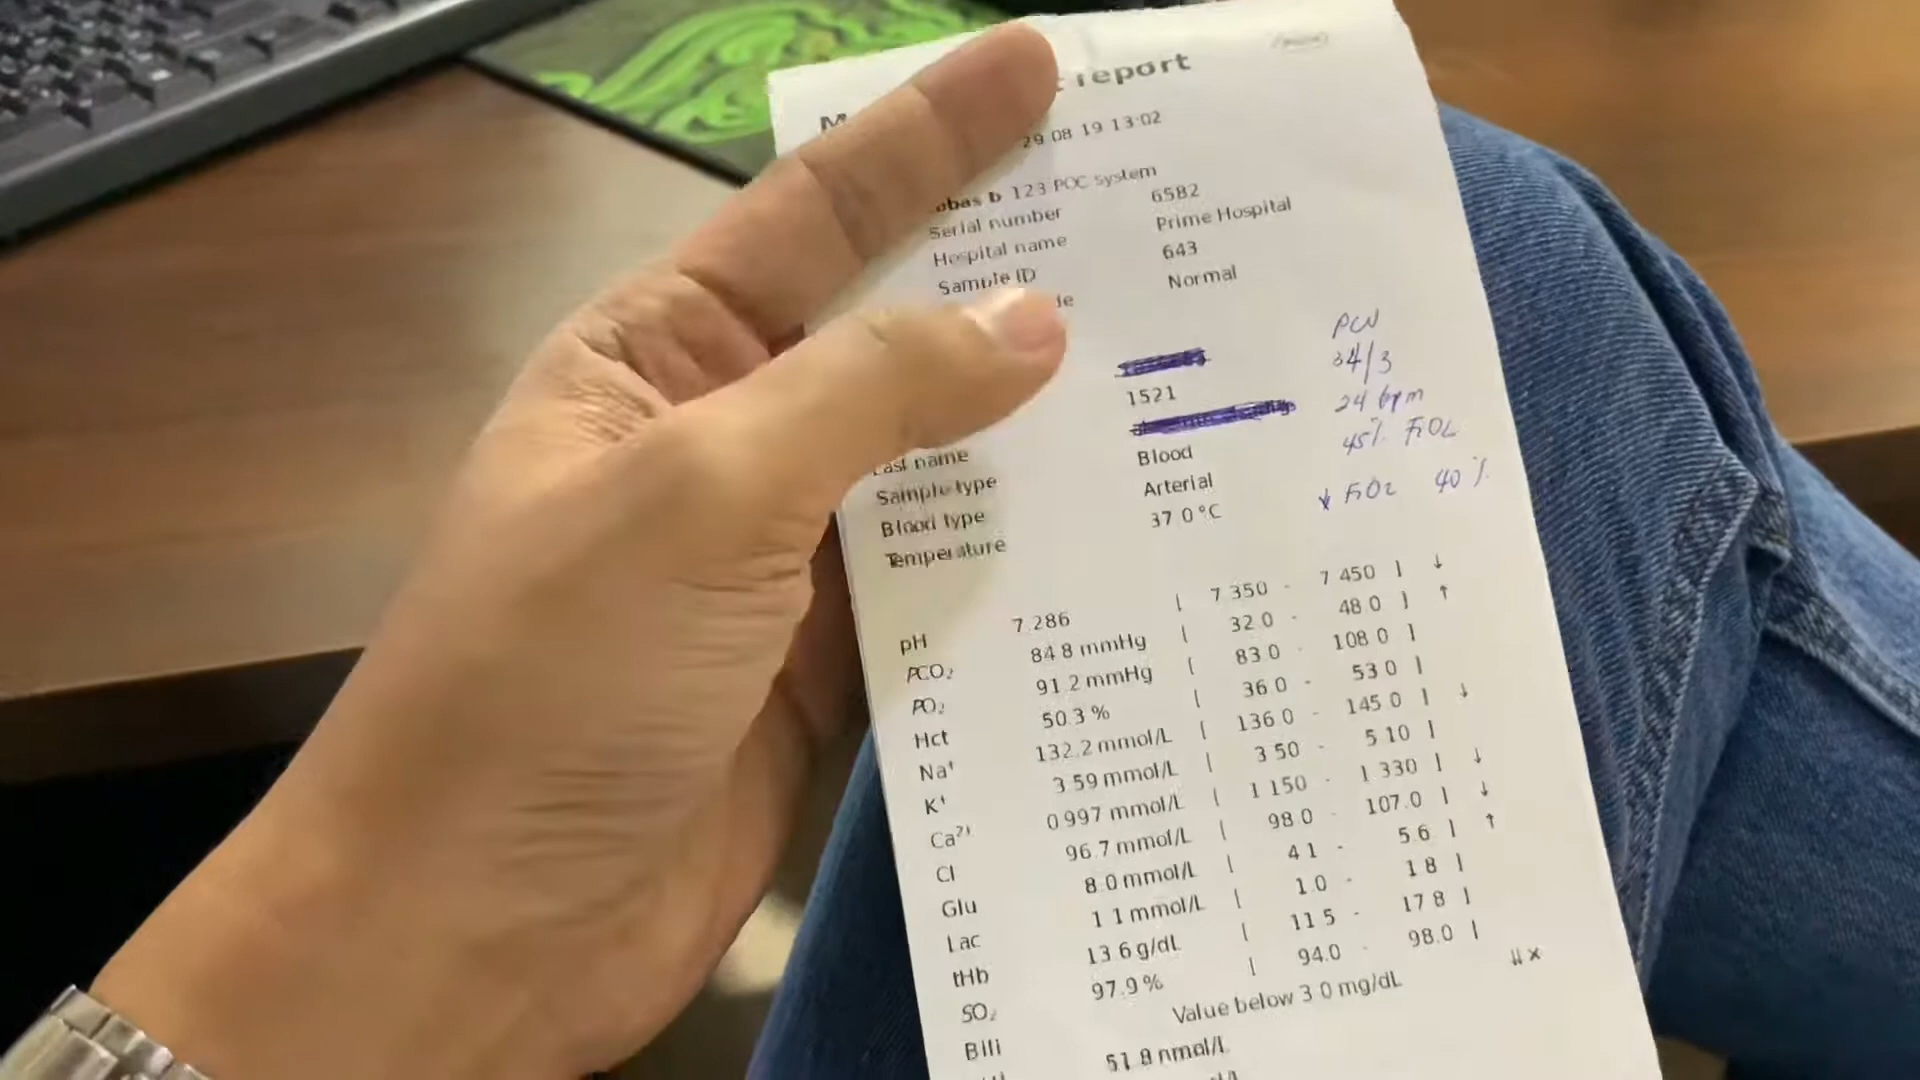 report
29 08 19 13:02
obas b 123 POC system
Serial number 6582
Hospital name Prime Hospital
Sample ID 643
de Normal
PCV
34/3
1521
24 bpm
45% FiO2
Last name
Sample type Blood
Blood type Arterial
Temperature 37 0°C
↓ FiO2 40 %
pH 7.286 [ 7 350 - 7 450 ] ↓
PCO₂ 84 8 mmHg [ 32 0 - 48 0 ] ↑
PO₂ 91.2 mmHg [ 83 0 - 108 0 ]
Hct 50.3 % [ 36 0 - 53 0 ]
Na⁺ 132.2 mmol/L [ 136 0 - 145 0 ] ↓
K⁺ 3 59 mmol/L [ 3 50 - 5 10 ]
Ca²⁺ 0 997 mmol/L [ 1 150 - 1 330 ] ↓
Cl 96.7 mmol/L [ 98 0 - 107.0 ] ↓
Glu 8.0 mmol/L [ 4 1 - 5 6 ] ↑
Lac 1 1 mmol/L [ 1.0 - 1 8 ]
tHb 13 6 g/dL [ 11 5 - 17 8 ]
SO₂ 97.9 % [ 94.0 - 98.0 ]
Bili Value below 3 0 mg/dL ↓↓ x
51 8 nmol/L